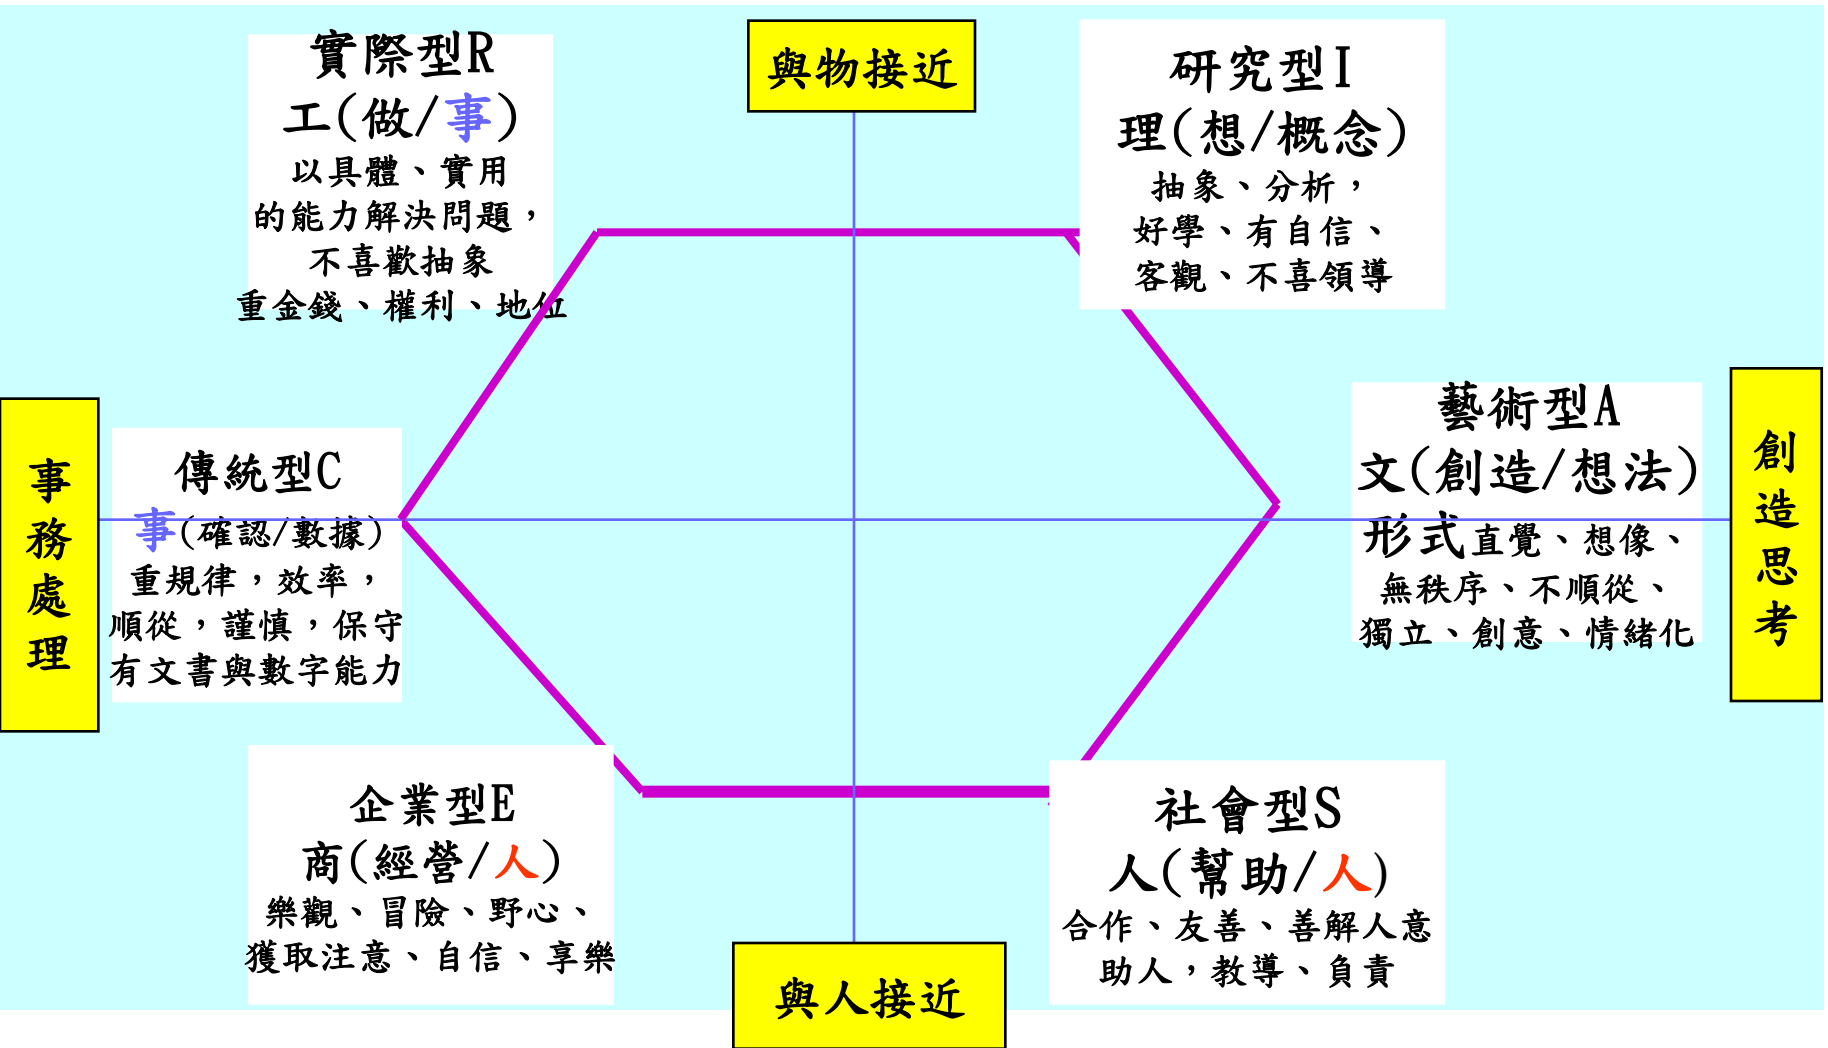 實際型R
工(做/事)
以具體、實用
的能力解決問題，
不喜歡抽象
重金錢、權利、地位
與物接近
研究型I
理(想/概念)
抽象、分析，
好學、有自信、
客觀、不喜領導
事務處理
傳統型C
事(確認/數據)
重規律，效率，
順從，謹慎，保守
有文書與數字能力
藝術型A
文(創造/想法)
形式直覺、想像、
無秩序、不順從、
獨立、創意、情緒化
創造思考
企業型E
商(經營/人)
樂觀、冒險、野心、
獲取注意、自信、享樂
與人接近
社會型S
人(幫助/人)
合作、友善、善解人意
助人，教導、負責